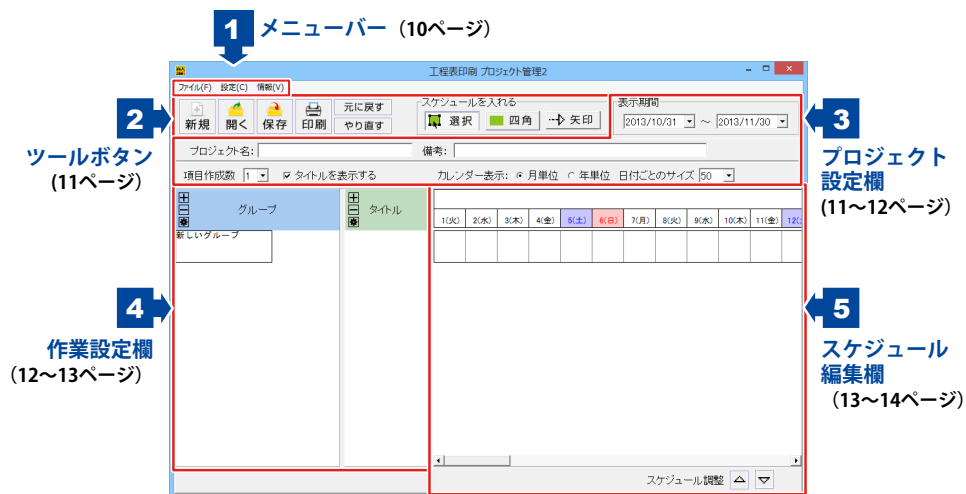 1 メニューバー（10ページ）
工程表印刷 プロジェクト管理2
ファイル(F) 設定(C) 情報(V)
2
ツールボタン
(11ページ)
新規 開く 保存 印刷
元に戻す
やり直す
スケジュールを入れる
選択 四角 矢印
表示期間
2013/10/31 ～ 2013/11/30
3
プロジェクト
設定欄
(11～12ページ)
プロジェクト名: 備考:
項目作成数 1 タイトルを表示する カレンダー表示: 月単位 年単位 日付ごとのサイズ 50
グループ タイトル
1(火) 2(水) 3(木) 4(金) 5(土) 6(日) 7(月) 8(火) 9(水) 10(木) 11(金) 12(
新しいグループ
4
作業設定欄
（12～13ページ）
5
スケジュール
編集欄
（13～14ページ）
スケジュール調整